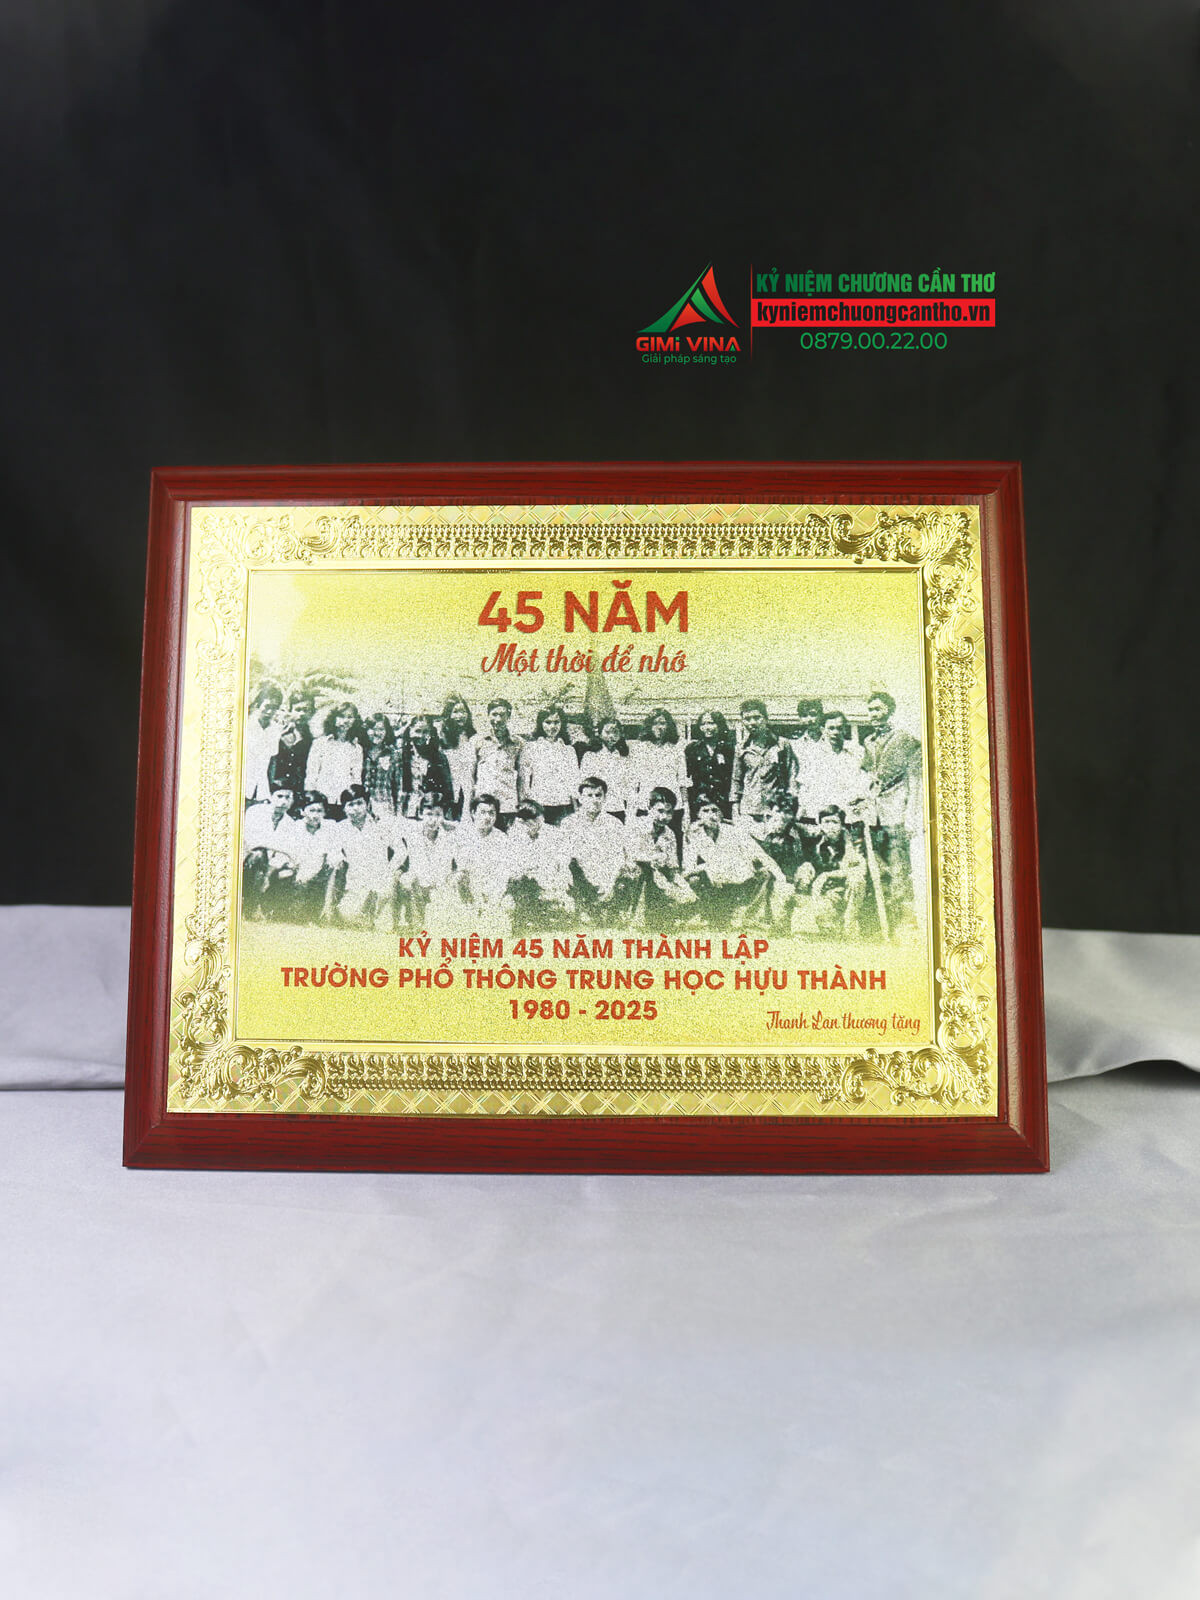 KỶ NIỆM CHƯƠNG CẦN THƠ
kyniemchuongcantho.vn
0879.00.22.00
GIMi VINA
Giải pháp sáng tạo
45 NĂM
Một thời để nhớ
KỶ NIỆM 45 NĂM THÀNH LẬP
TRƯỜNG PHỔ THÔNG TRUNG HỌC HỰU THÀNH
1980 - 2025
Thanh Lan thương tặng